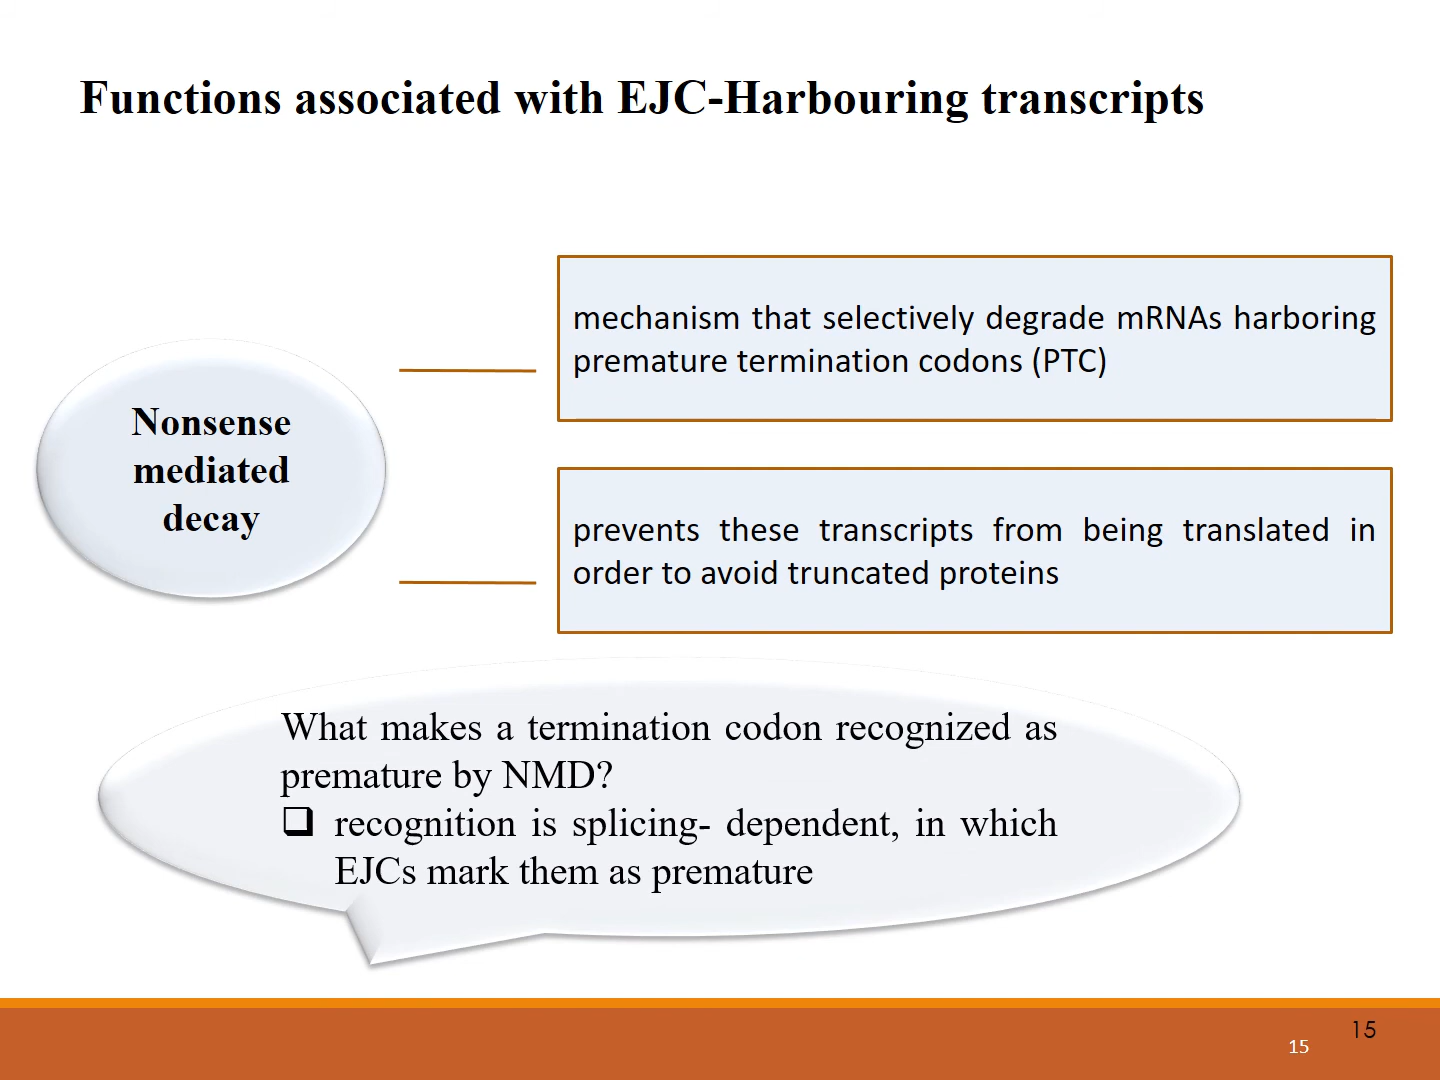 Functions associated with EJC-Harbouring transcripts
mechanism that selectively degrade mRNAs harboring
premature termination codons (PTC)
Nonsense
mediated
decay
prevents these transcripts from being translated in
order to avoid truncated proteins
What makes a termination codon recognized as
premature by NMD?
❑ recognition is splicing- dependent, in which
EJCs mark them as premature
15
15